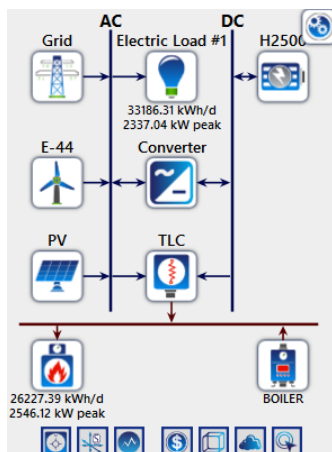 AC DC
Grid Electric Load #1 H2500
33186.31 kWh/d
2337.04 kW peak
E-44 Converter
PV TLC
26227.39 kWh/d
2546.12 kW peak
BOILER